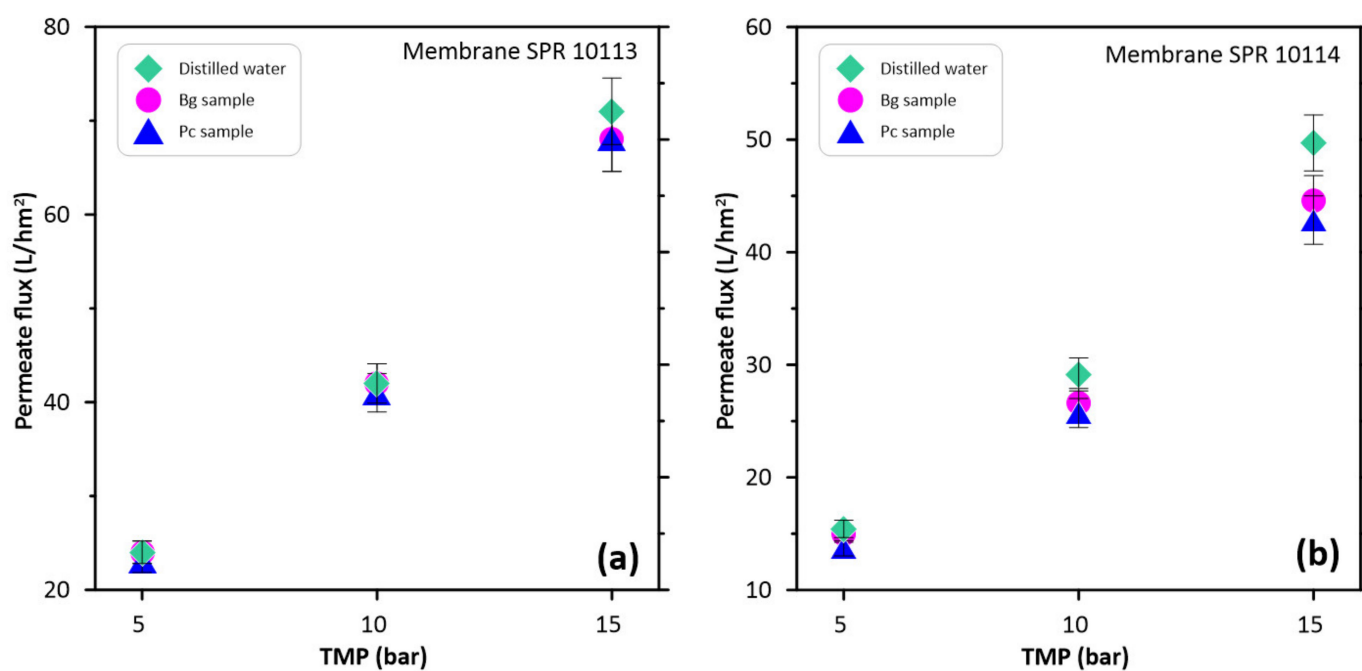 Membrane SPR 10113
Distilled water
Bg sample
Pc sample
80
60
40
20
Permeate flux (L/hm²)
5
10
15
TMP (bar)
(a)
Membrane SPR 10114
Distilled water
Bg sample
Pc sample
60
50
40
30
20
10
Permeate flux (L/hm²)
5
10
15
TMP (bar)
(b)